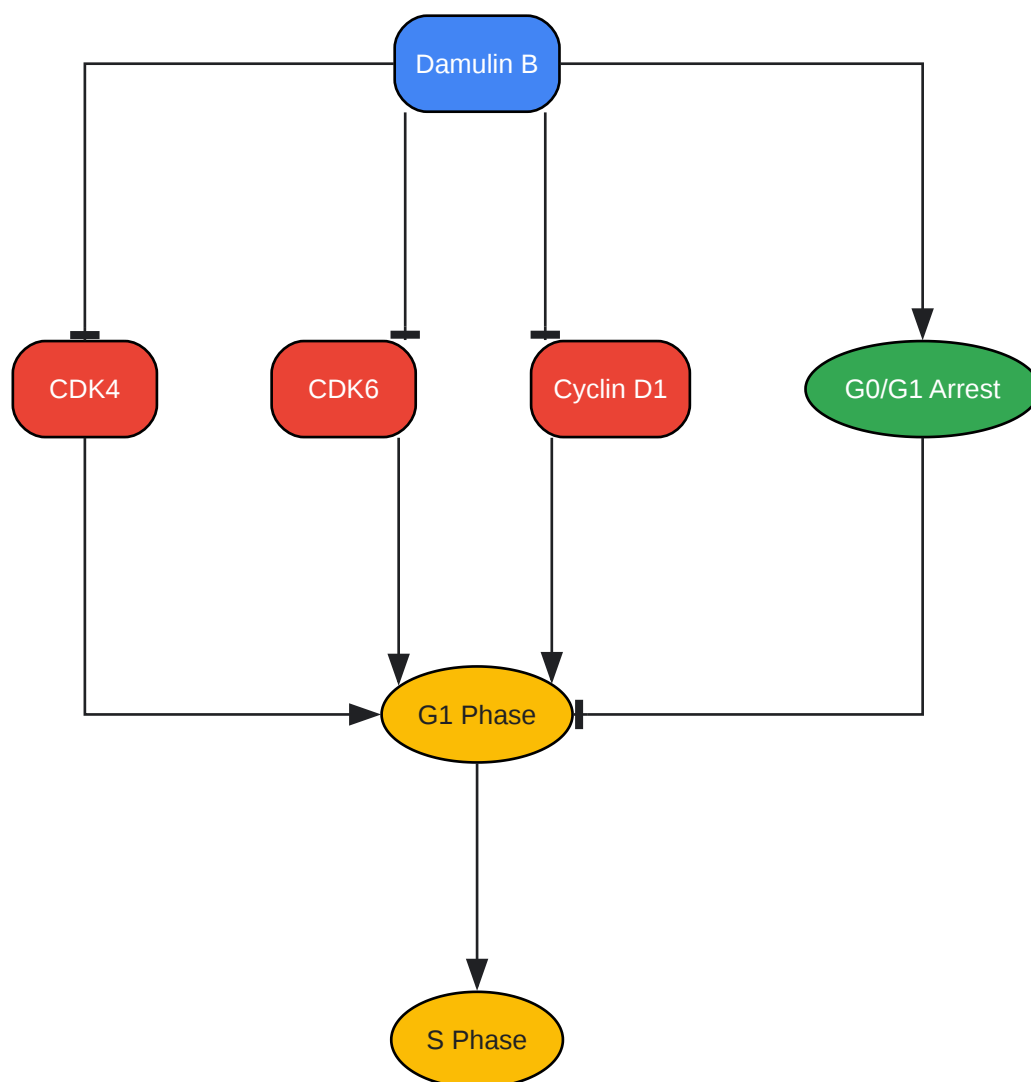 Damulin B
CDK4
CDK6
Cyclin D1
G0/G1 Arrest
G1 Phase
S Phase